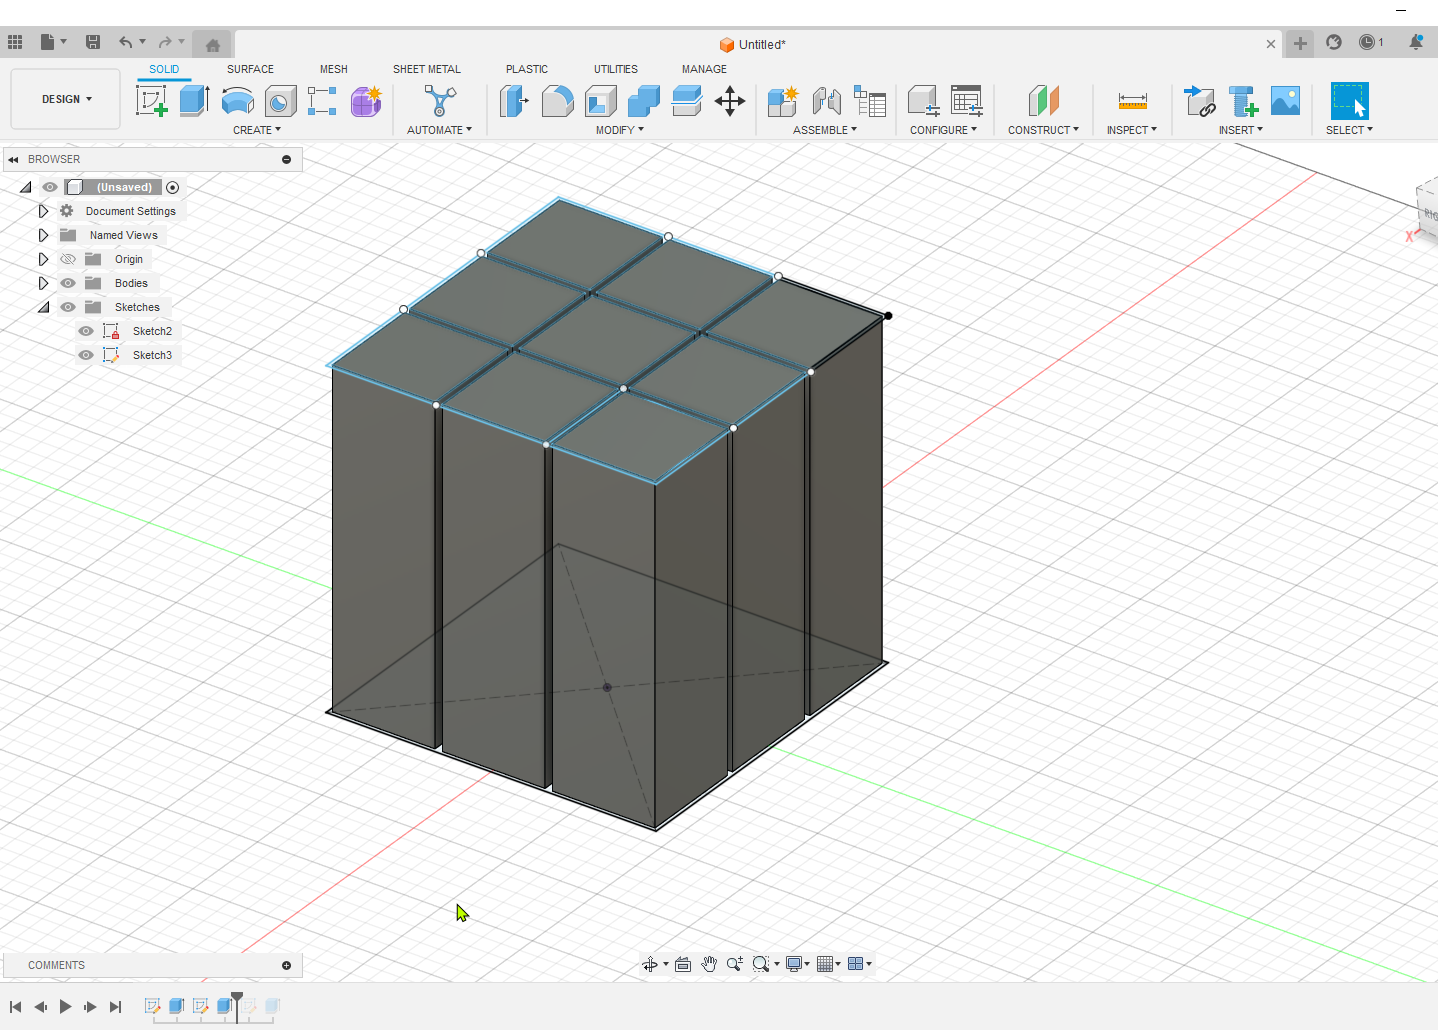 Untitled*
1
SOLID SURFACE MESH SHEET METAL PLASTIC UTILITIES MANAGE
DESIGN
CREATE AUTOMATE MODIFY ASSEMBLE CONFIGURE CONSTRUCT INSPECT INSERT SELECT
BROWSER
(Unsaved)
Document Settings
Named Views
Origin
Bodies
Sketches
Sketch2
Sketch3
X
COMMENTS